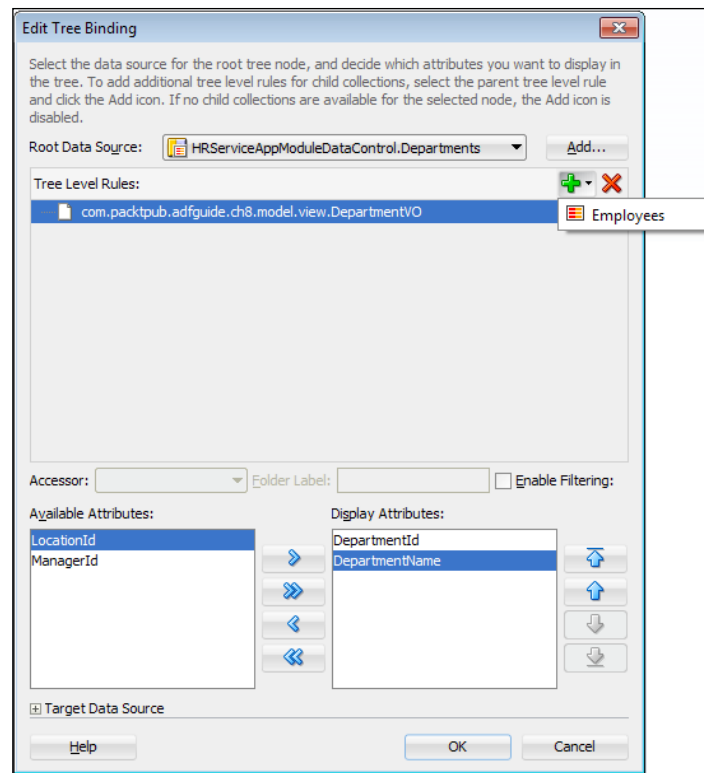 Edit Tree Binding
Select the data source for the root tree node, and decide which attributes you want to display in
the tree. To add additional tree level rules for child collections, select the parent tree level rule
and click the Add icon. If no child collections are available for the selected node, the Add icon is
disabled.
Root Data Source: HRServiceAppModuleDataControl.Departments Add...
Tree Level Rules:
com.packtpub.adfguide.ch8.model.view.DepartmentVO
Employees
Accessor: Folder Label: Enable Filtering:
Available Attributes: Display Attributes:
LocationId DepartmentId
ManagerId DepartmentName
Target Data Source
Help OK Cancel